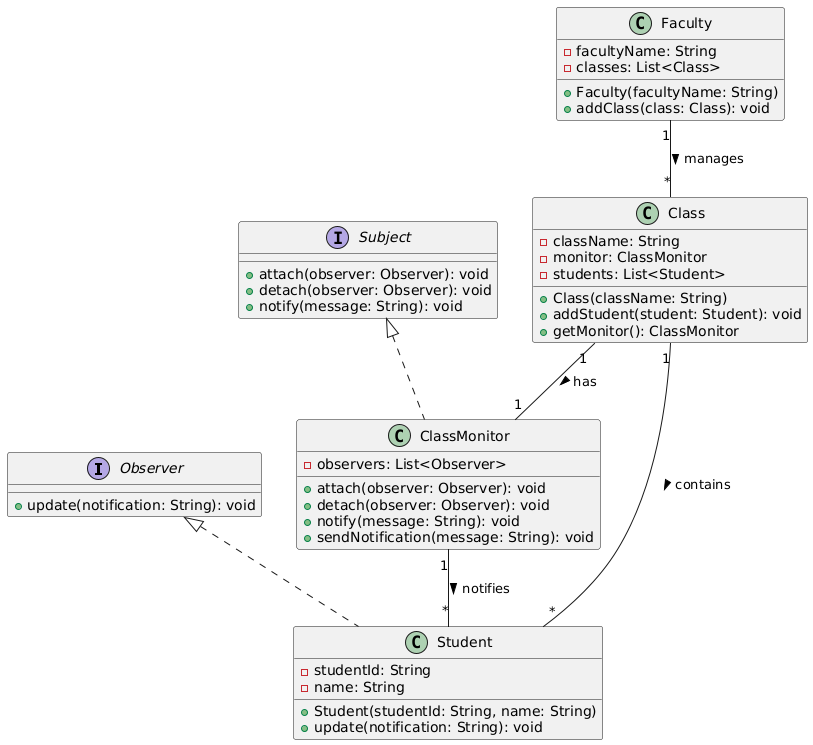 C Faculty
facultyName: String
classes: List<Class>
Faculty(facultyName: String)
addClass(class: Class): void
1
manages
*
C Class
className: String
monitor: ClassMonitor
students: List<Student>
Class(className: String)
addStudent(student: Student): void
getMonitor(): ClassMonitor
I Subject
attach(observer: Observer): void
detach(observer: Observer): void
notify(message: String): void
1
has
1
1
contains
*
C ClassMonitor
observers: List<Observer>
attach(observer: Observer): void
detach(observer: Observer): void
notify(message: String): void
sendNotification(message: String): void
I Observer
update(notification: String): void
1
notifies
*
C Student
studentId: String
name: String
Student(studentId: String, name: String)
update(notification: String): void